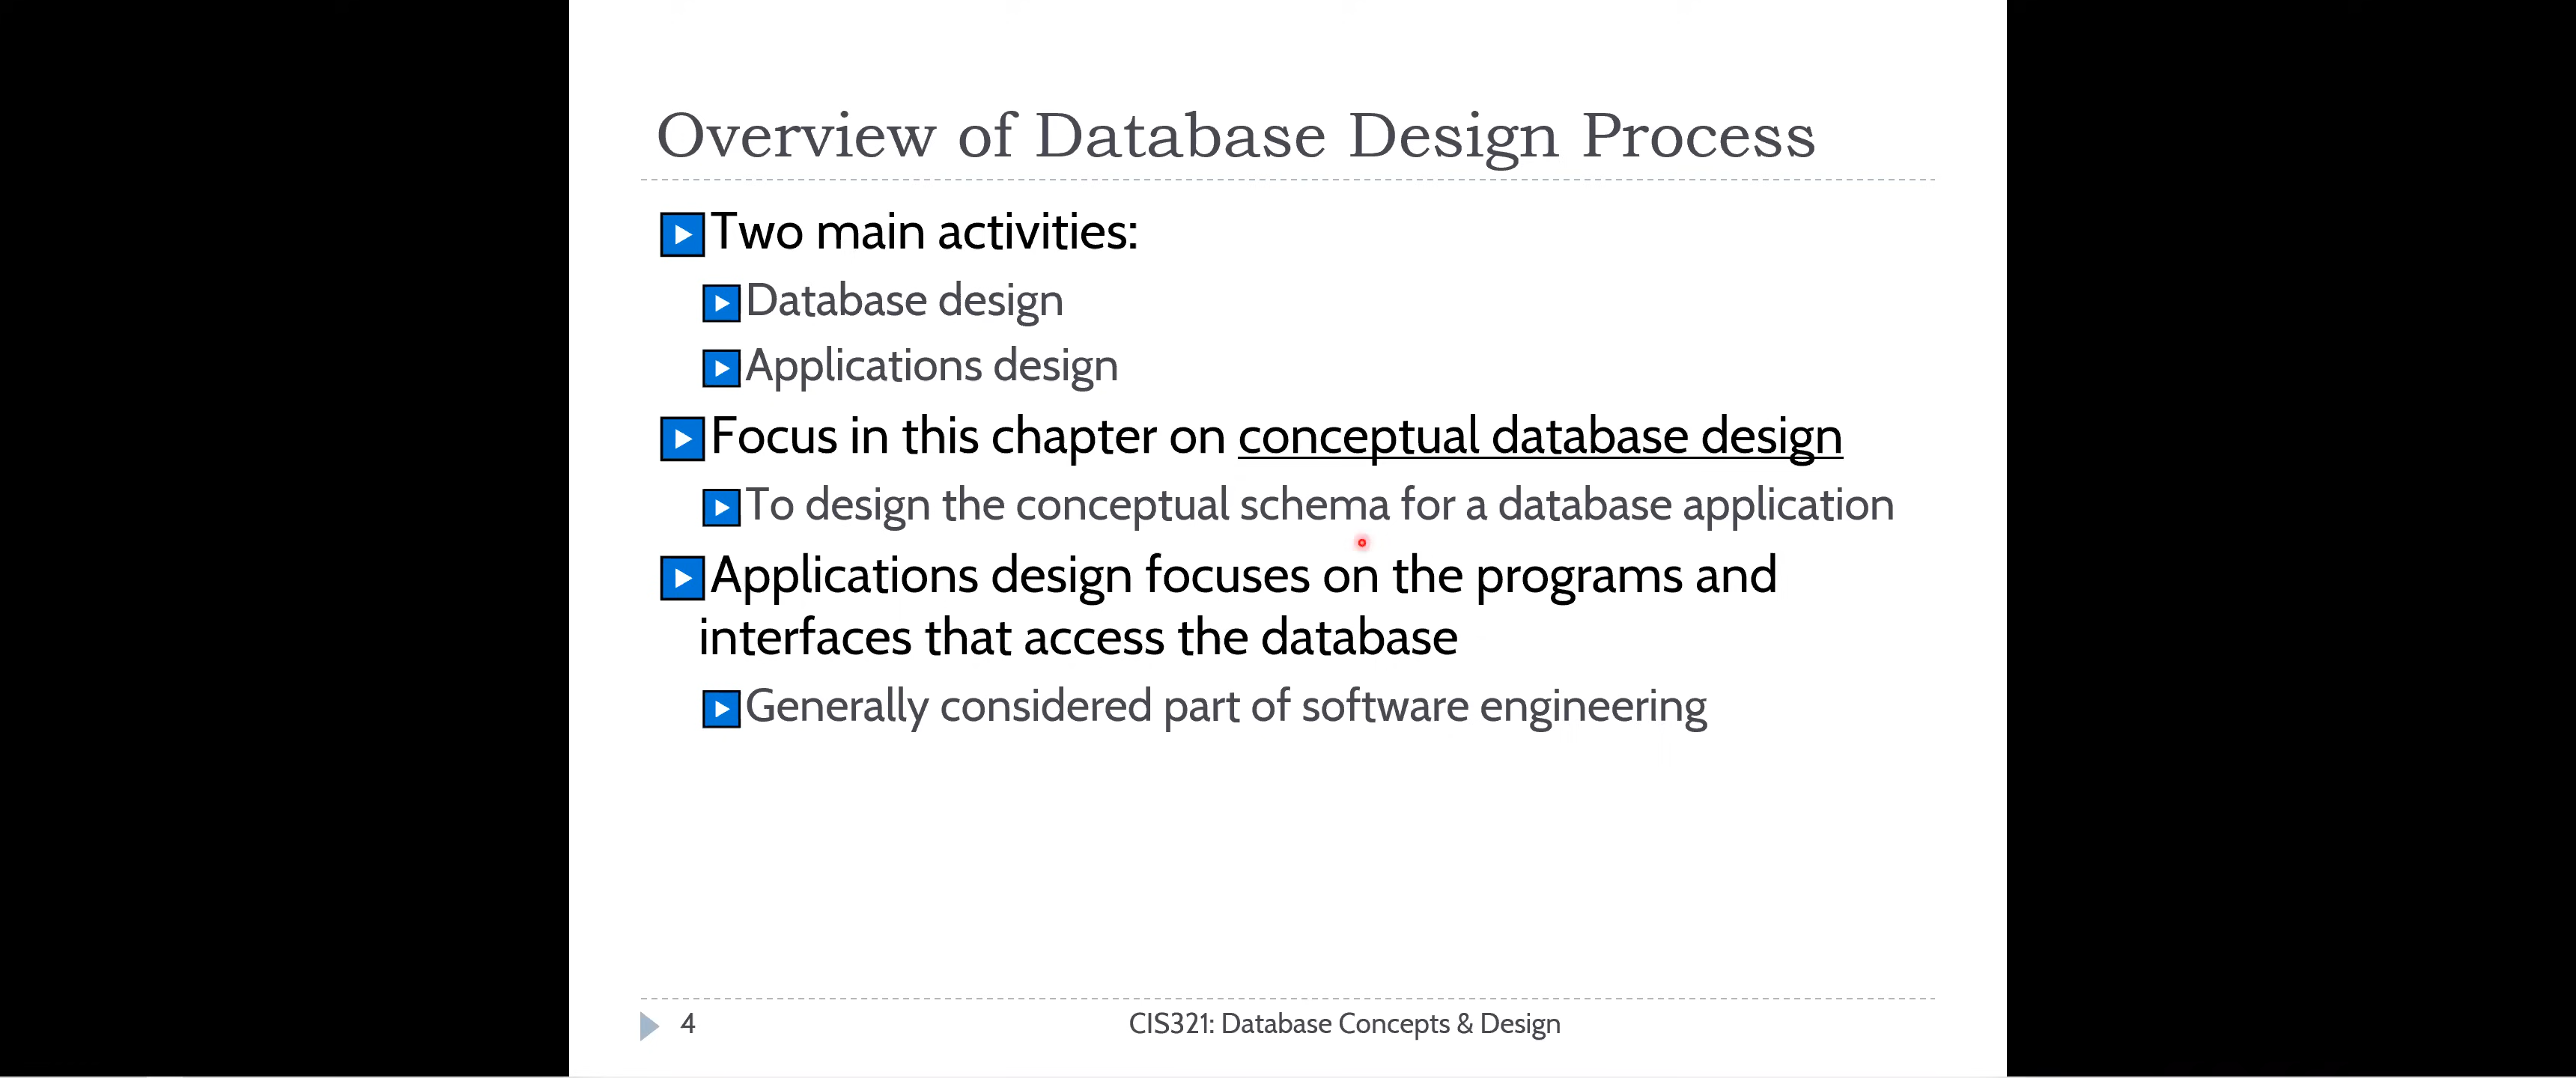 Overview of Database Design Process
Two main activities:
Database design
Applications design
Focus in this chapter on conceptual database design
To design the conceptual schema for a database application
Applications design focuses on the programs and
interfaces that access the database
Generally considered part of software engineering
4
CIS321: Database Concepts & Design